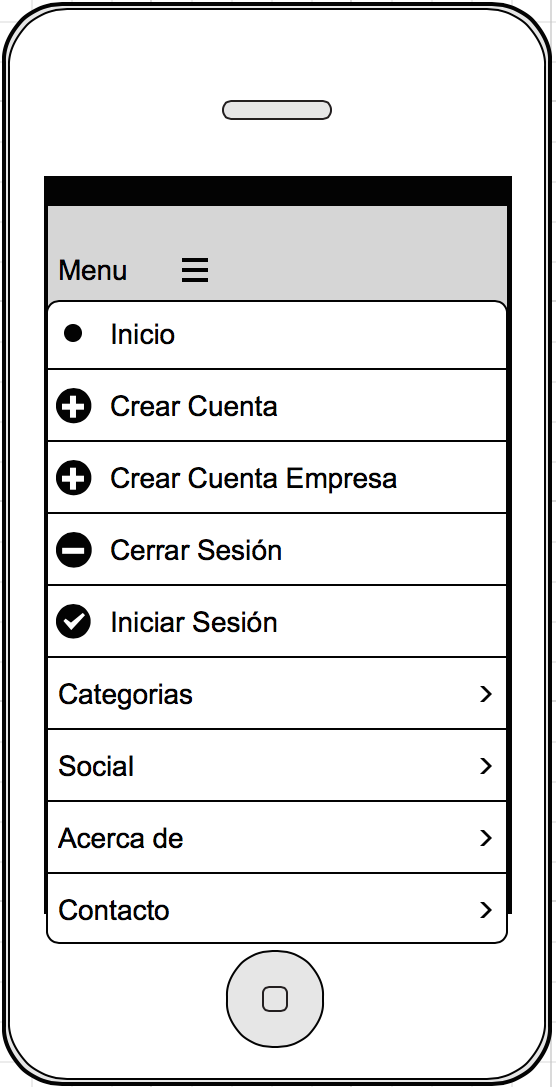 Menu
Inicio
Crear Cuenta
Crear Cuenta Empresa
Cerrar Sesión
Iniciar Sesión
Categorias
Social
Acerca de
Contacto